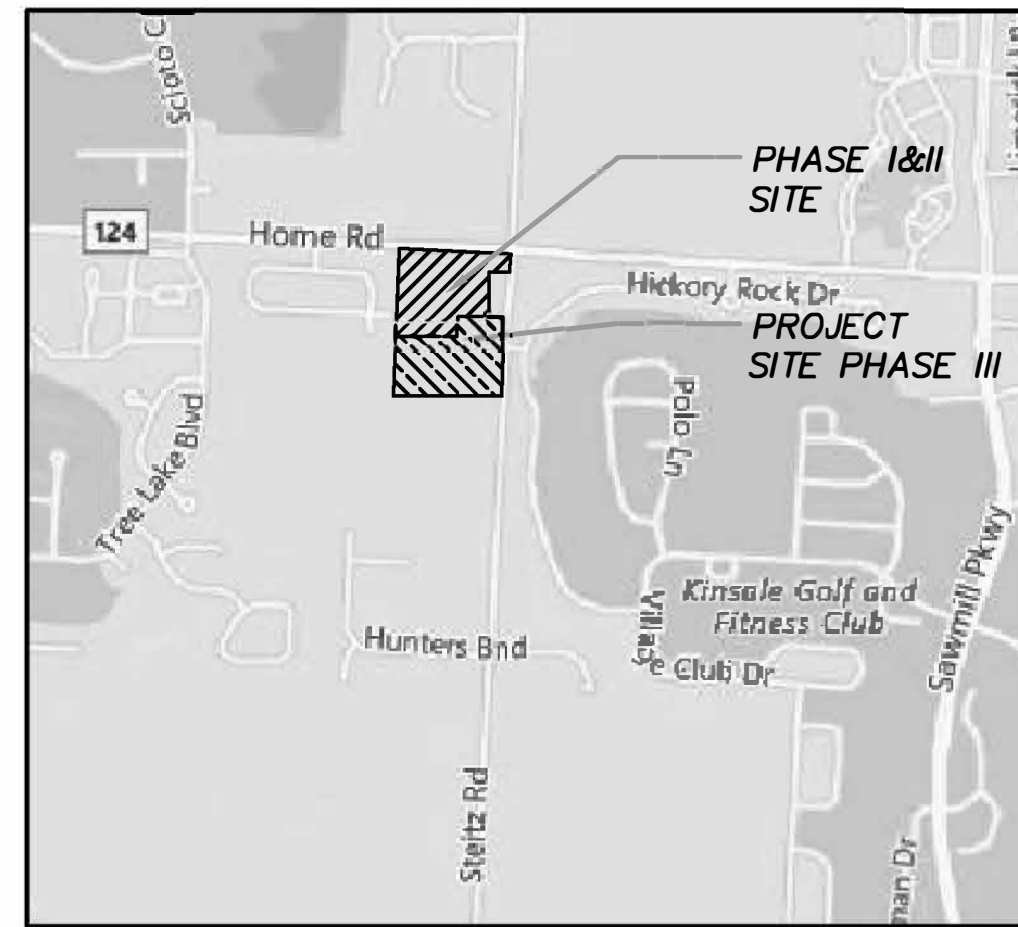 Scioto
PHASE I&II
SITE
124
Home Rd
Hickory Rock Dr
PROJECT
SITE PHASE III
Polo Ln
Tree Lake Blvd
Sawmill Pkwy
Kinsale Golf and
Fitness Club
Hunters Bnd
Village Club Dr
Steitz Rd
Dr